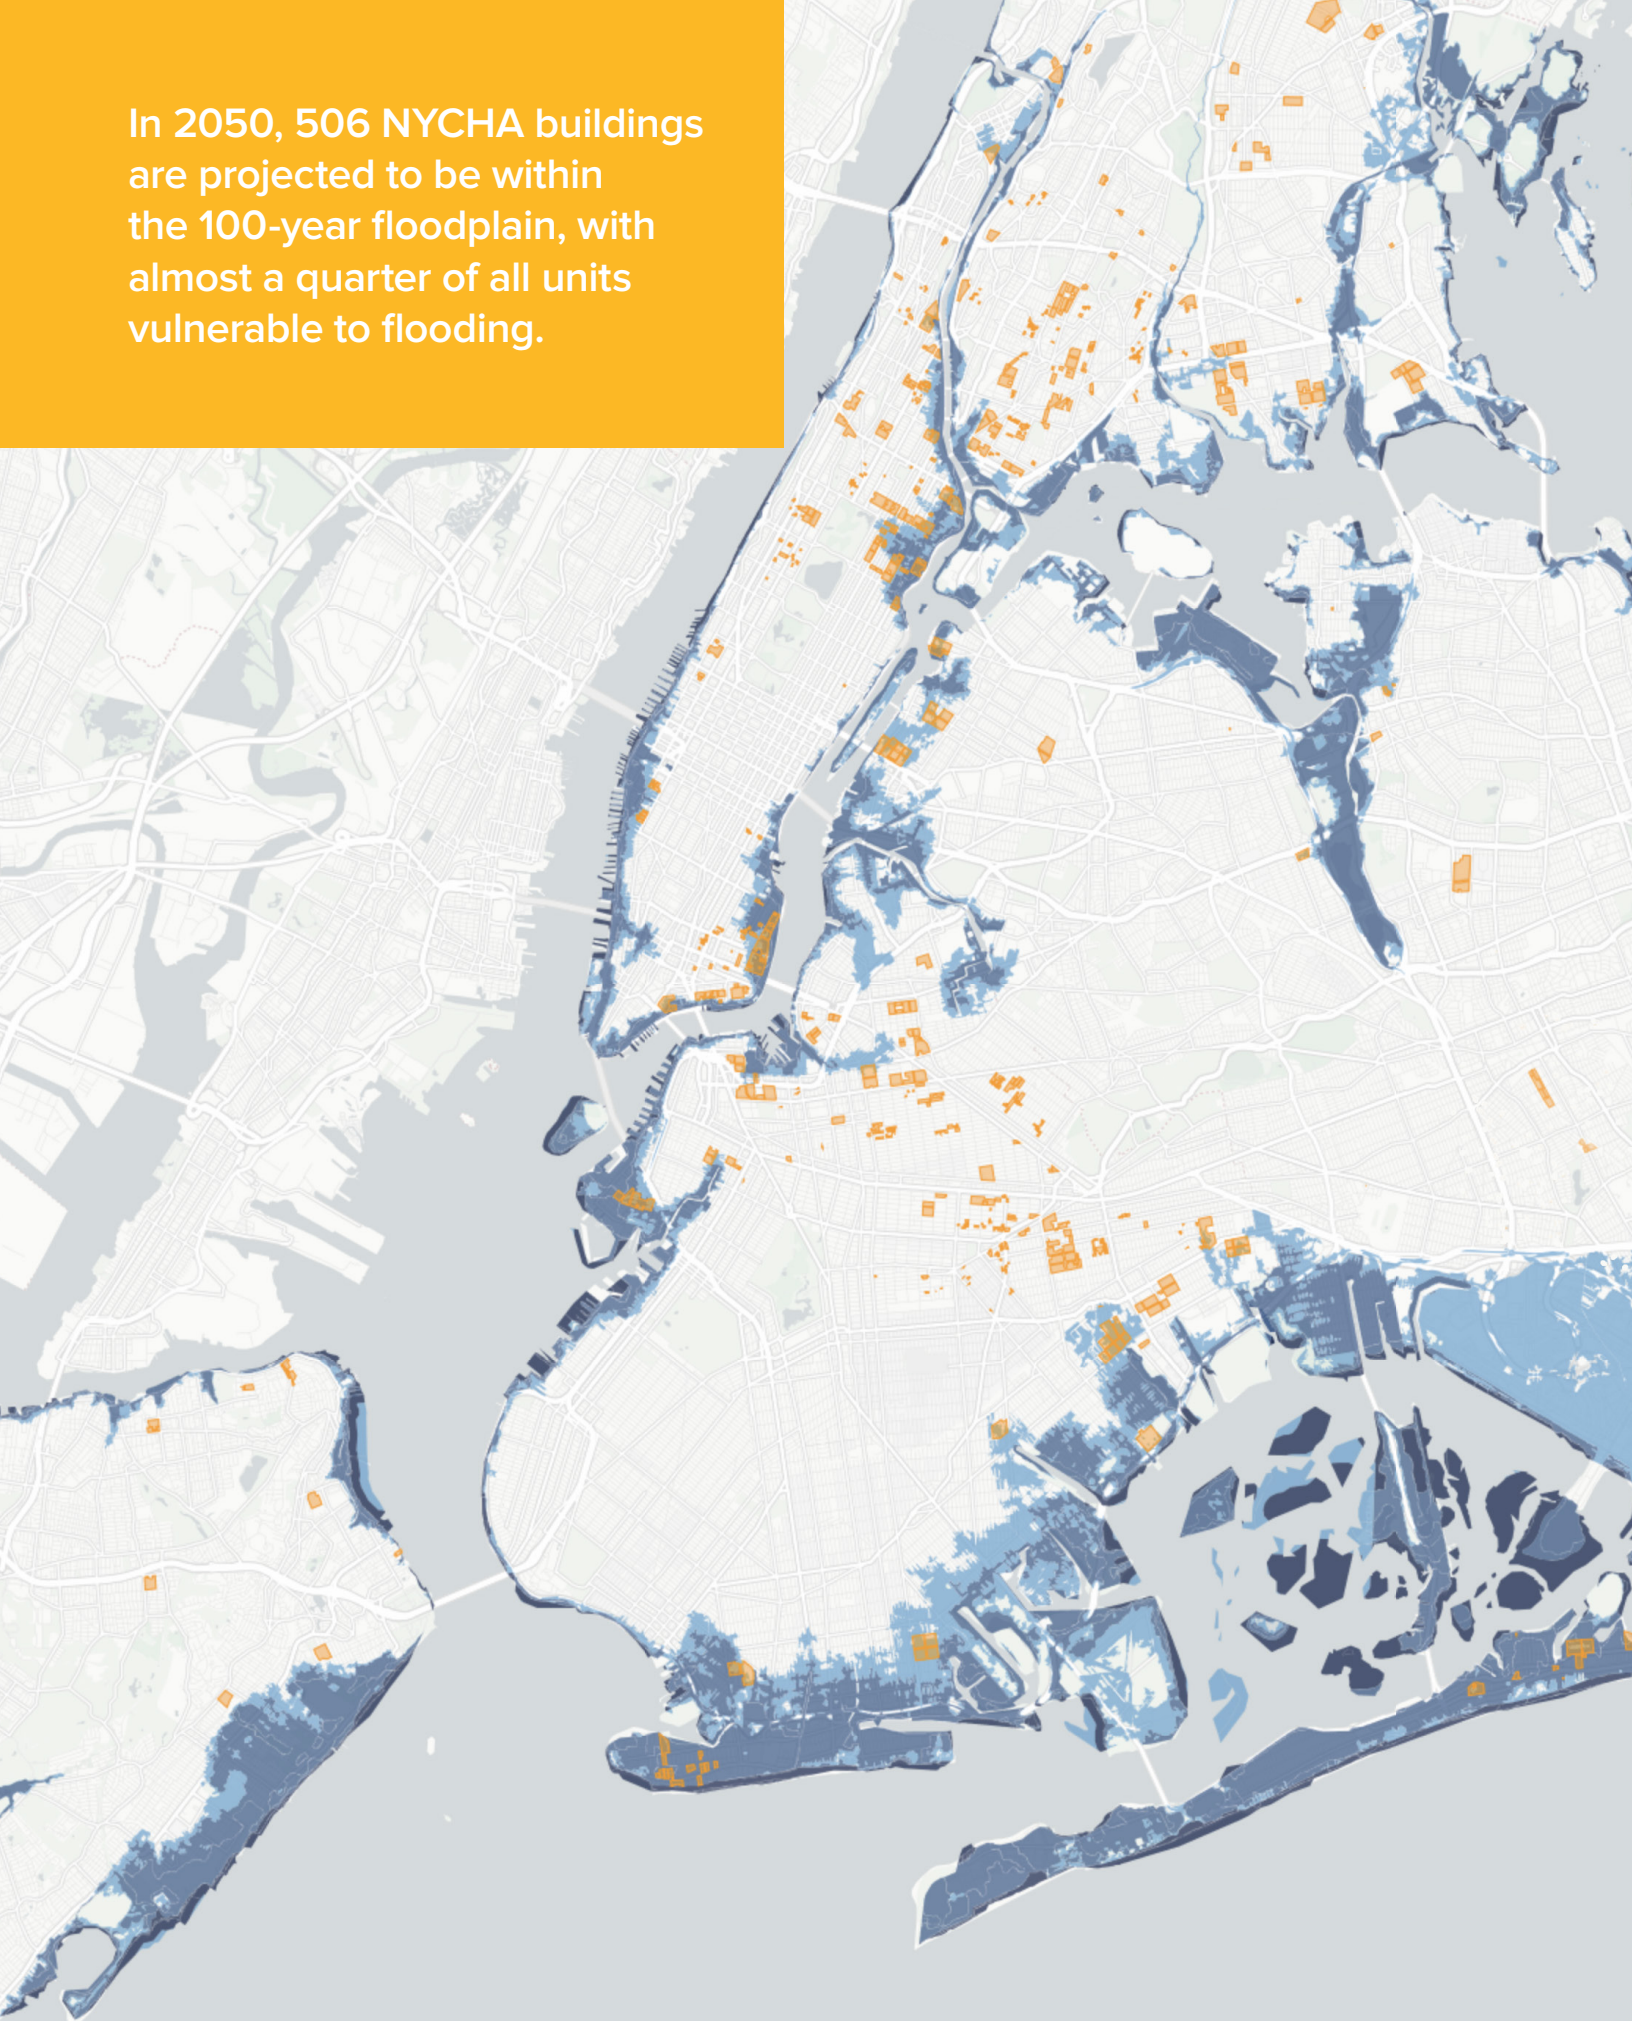 In 2050, 506 NYCHA buildings
are projected to be within
the 100-year floodplain, with
almost a quarter of all units
vulnerable to flooding.